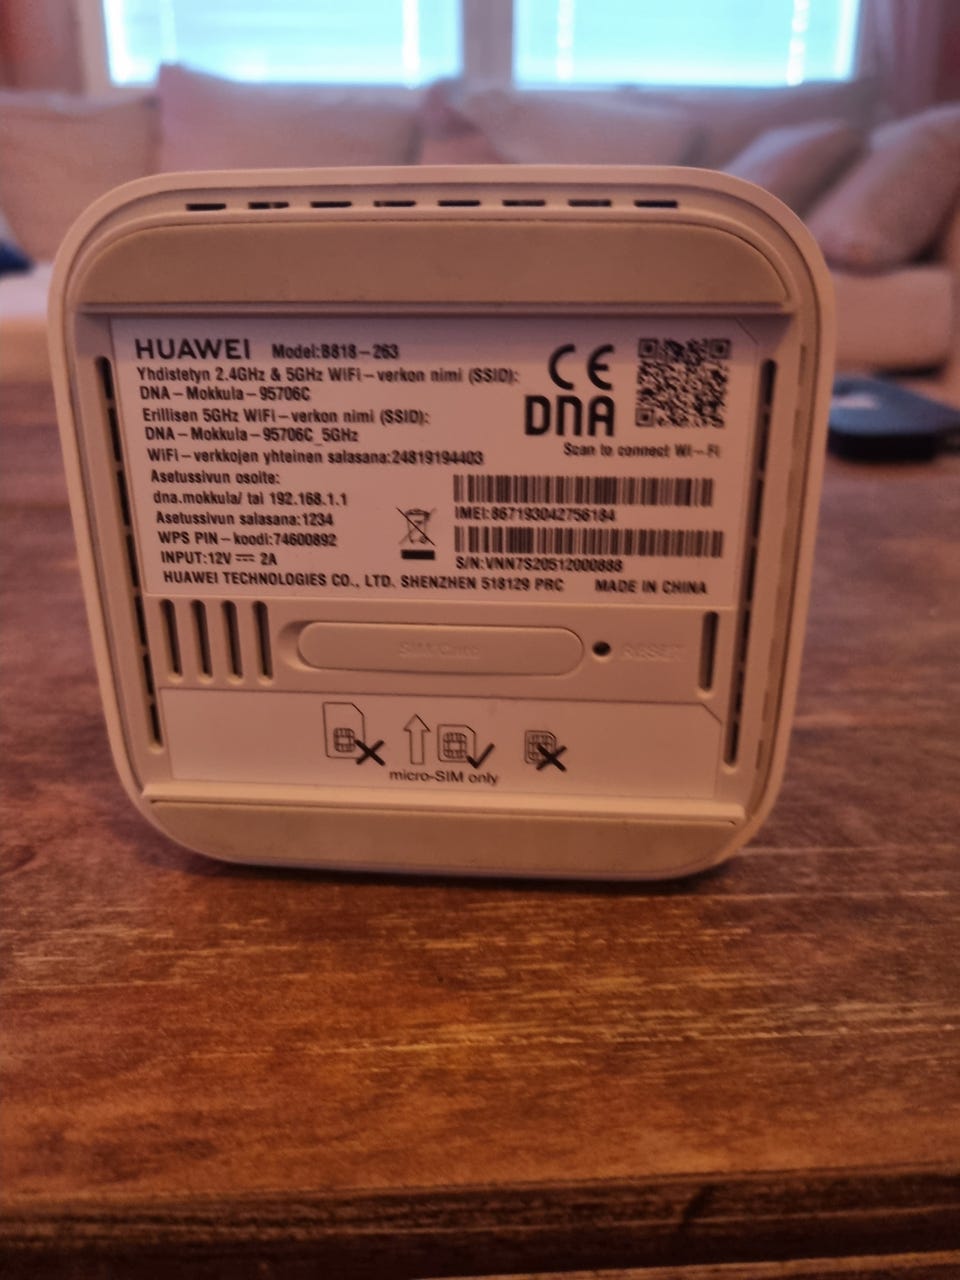 HUAWEI Model:B818-263
Yhdistetyn 2.4GHz & 5GHz WiFi-verkon nimi (SSID):
DNA-Mokkula-95706C
Erillisen 5GHz WiFi-verkon nimi (SSID):
DNA-Mokkula-95706C_5GHz
WiFi-verkkojen yhteinen salasana:24819194403
Asetussivun osoite:
dna.mokkula/ tai 192.168.1.1
Asetussivun salasana:1234
WPS PIN-koodi:74600892
INPUT:12V⎓2A
HUAWEI TECHNOLOGIES CO., LTD. SHENZHEN 518129 PRC MADE IN CHINA
CE
DNA
Scan to connect Wi-Fi
IMEI:867193042756184
S/N:VNN7S20512000888
SIM Card
RESET
micro-SIM only